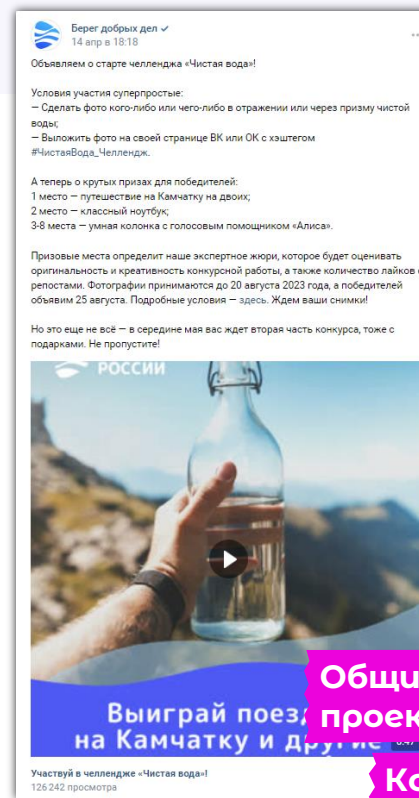 Берег добрых дел
14 апр в 18:18
Объявляем о старте челленджа «Чистая вода»!
Условия участия суперпростые:
— Сделать фото кого-либо или чего-либо в отражении или через призму чистой
воды;
— Выложить фото на своей странице ВК или ОК с хэштегом
#ЧистаяВода_Челлендж.
А теперь о крутых призах для победителей:
1 место — путешествие на Камчатку на двоих;
2 место — классный ноутбук;
3-8 места — умная колонка с голосовым помощником «Алиса».
Призовые места определит наше экспертное жюри, которое будет оценивать
оригинальность и креативность конкурсной работы, а также количество лайков с
репостами. Фотографии принимаются до 20 августа 2023 года, а победителей
объявим 25 августа. Подробные условия — здесь. Ждем ваши снимки!
Но это еще не всё — в середине мая вас ждет вторая часть конкурса, тоже с
подарками. Не пропустите!
РОССИИ
Выиграй
на Камчатку и другие
0:47
Участвуй в челлендже «Чистая вода»!
126 242 просмотра